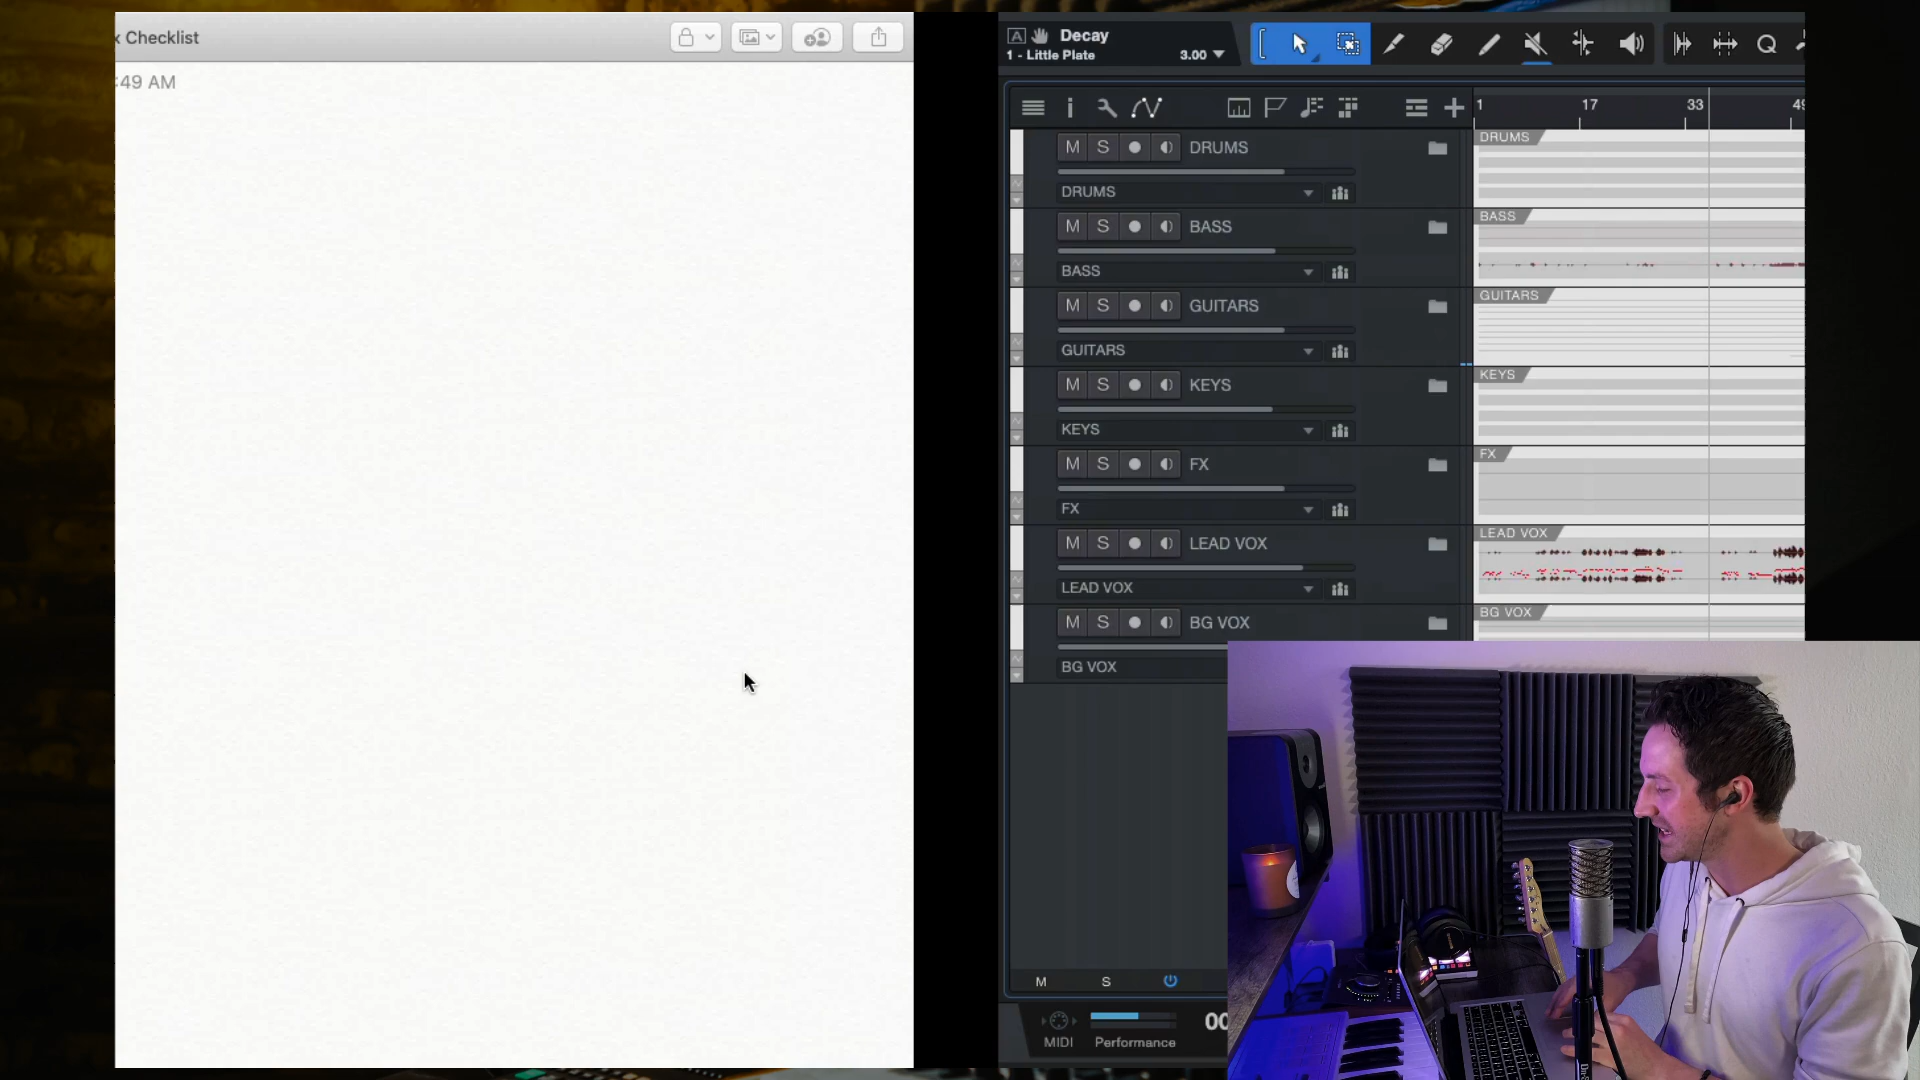 x Checklist
:49 AM
A Decay
1 - Little Plate 3.00
Q
1 17 33 49
M S DRUMS
DRUMS
DRUMS
M S BASS
BASS
BASS
M S GUITARS
GUITARS
GUITARS
M S KEYS
KEYS
KEYS
M S FX
FX
FX
M S LEAD VOX
LEAD VOX
LEAD VOX
M S BG VOX
BG VOX
BG VOX
M S
00
MIDI Performance